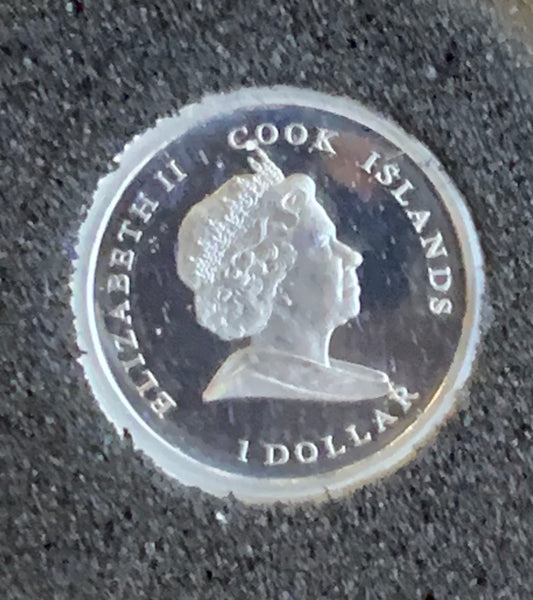 ELIZABETH II
COOK ISLANDS
1 DOLLAR